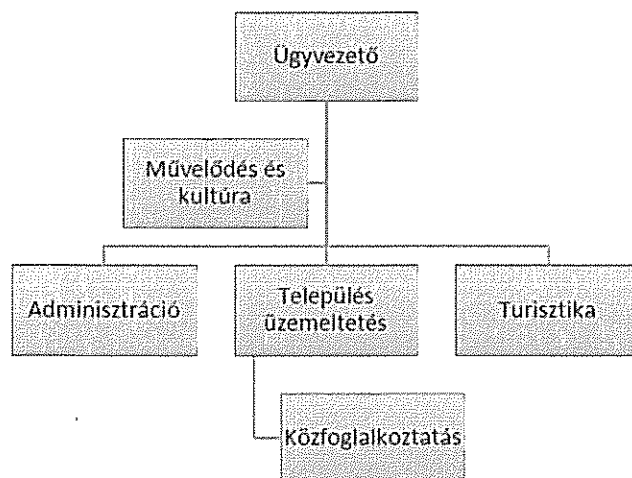 Ügyvezető
Művelődés és
kultúra
Adminisztráció
Település
üzemeltetés
Turisztika
Közfoglalkoztatás